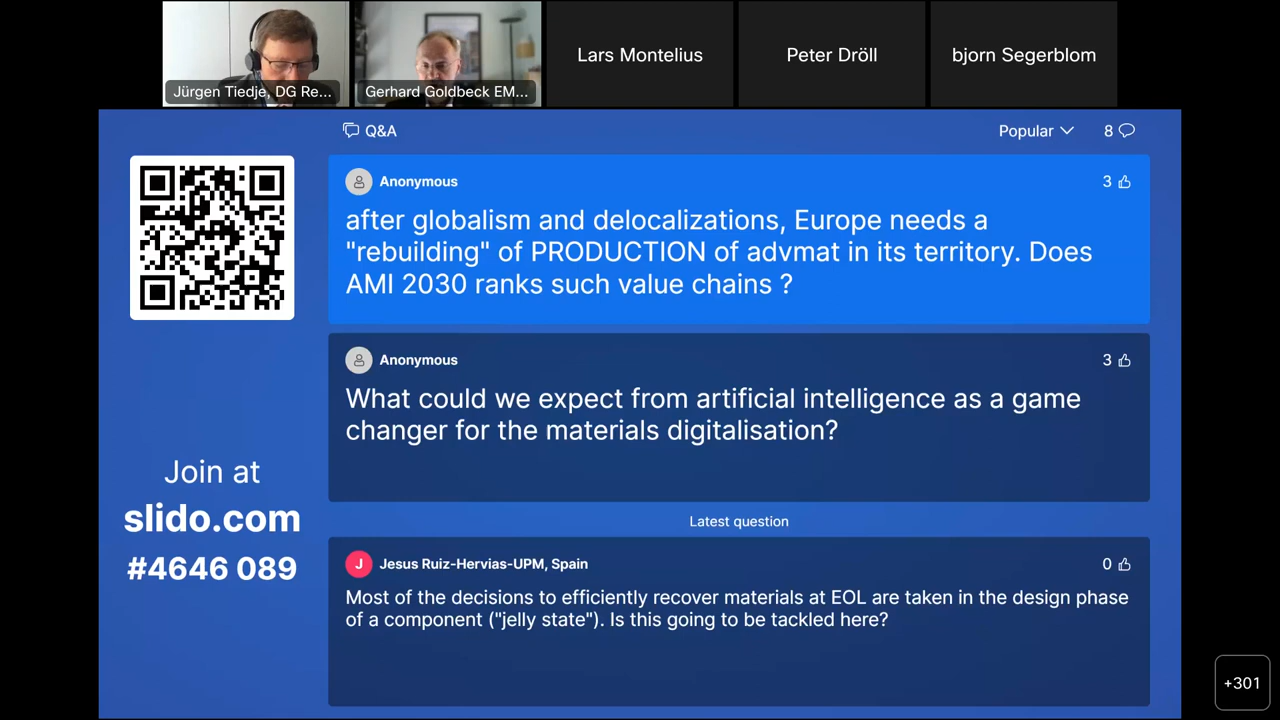 Jürgen Tiedje, DG Re...
Gerhard Goldbeck EM...
Lars Montelius
Peter Dröll
bjorn Segerblom
Q&A
Popular
8
Anonymous
3
after globalism and delocalizations, Europe needs a
"rebuilding" of PRODUCTION of advmat in its territory. Does
AMI 2030 ranks such value chains ?
Anonymous
3
What could we expect from artificial intelligence as a game
changer for the materials digitalisation?
Join at
slido.com
#4646 089
Latest question
J
Jesus Ruiz-Hervias-UPM, Spain
0
Most of the decisions to efficiently recover materials at EOL are taken in the design phase
of a component ("jelly state"). Is this going to be tackled here?
+301